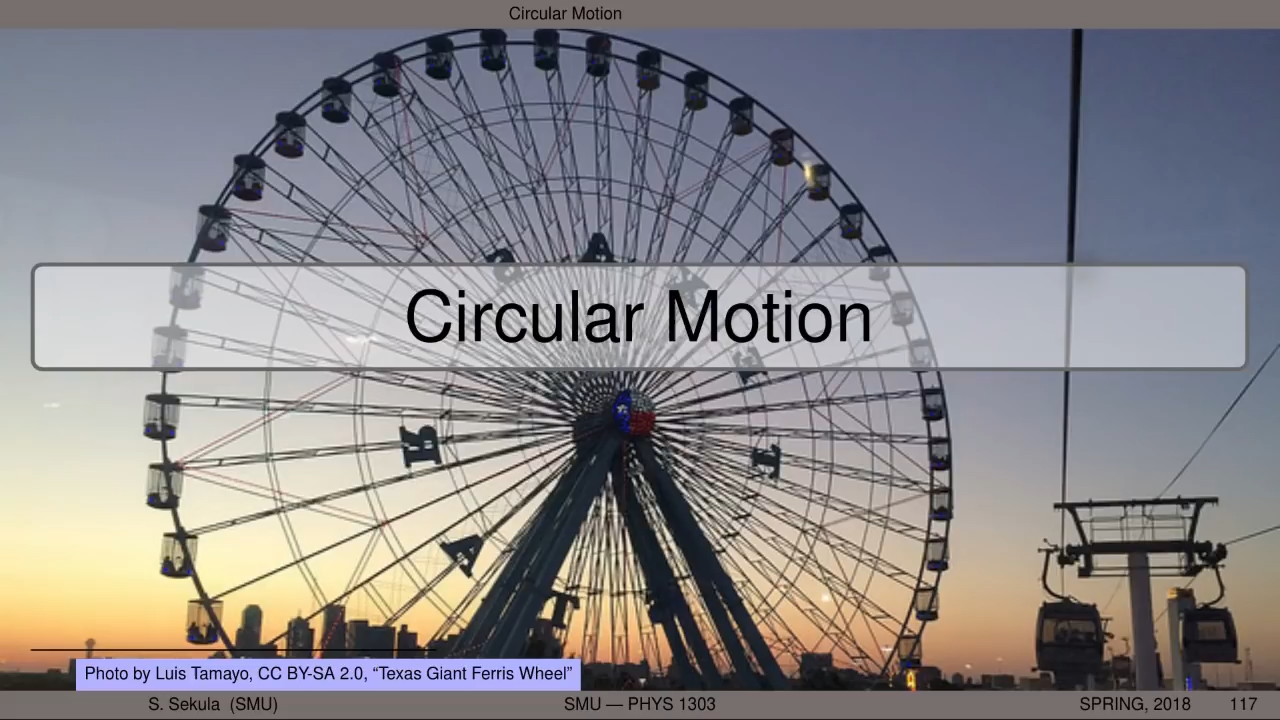 Circular Motion
Circular Motion
Photo by Luis Tamayo, CC BY-SA 2.0, “Texas Giant Ferris Wheel”
S. Sekula (SMU) SMU — PHYS 1303 SPRING, 2018 117